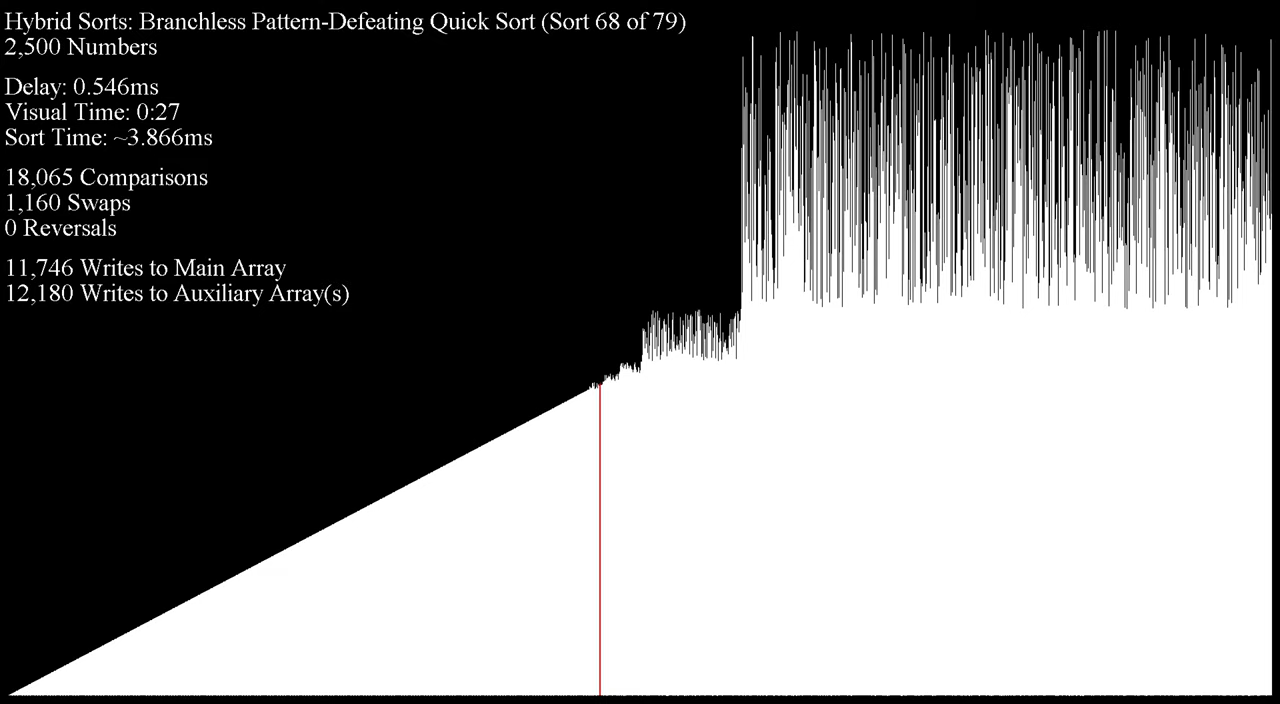 Hybrid Sorts: Branchless Pattern-Defeating Quick Sort (Sort 68 of 79)
2,500 Numbers
Delay: 0.546ms
Visual Time: 0:27
Sort Time: ~3.866ms
18,065 Comparisons
1,160 Swaps
0 Reversals
11,746 Writes to Main Array
12,180 Writes to Auxiliary Array(s)